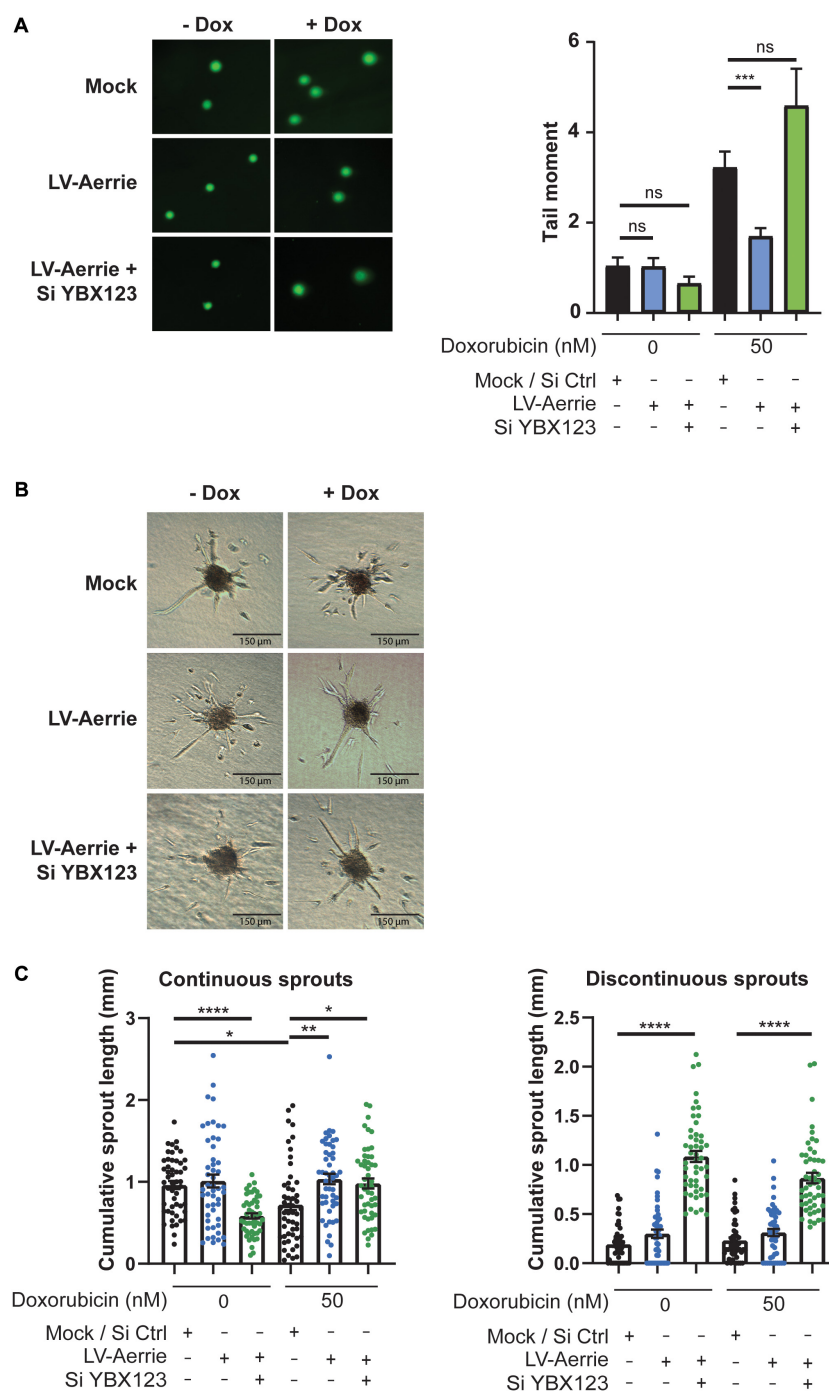 A
- Dox + Dox
Mock
LV-Aerrie
LV-Aerrie +
Si YBX123
Tail moment
6
4
2
0
ns
ns
***
ns
Doxorubicin (nM) 0 50
Mock / Si Ctrl + - - + - -
LV-Aerrie - + + - + +
Si YBX123 - - + - - +
B
- Dox + Dox
Mock
150 µm 150 µm
LV-Aerrie
150 µm 150 µm
LV-Aerrie +
Si YBX123
150 µm 150 µm
C
Continuous sprouts
Cumulative sprout length (mm)
3
2
1
0
**** *
* **
Doxorubicin (nM) 0 50
Mock / Si Ctrl + - - + - -
LV-Aerrie - + + - + +
Si YBX123 - - + - - +
Discontinuous sprouts
Cumulative sprout length (mm)
2.5
2.0
1.5
1.0
0.5
0.0
**** ****
Doxorubicin (nM) 0 50
Mock / Si Ctrl + - - + - -
LV-Aerrie - + + - + +
Si YBX123 - - + - - +